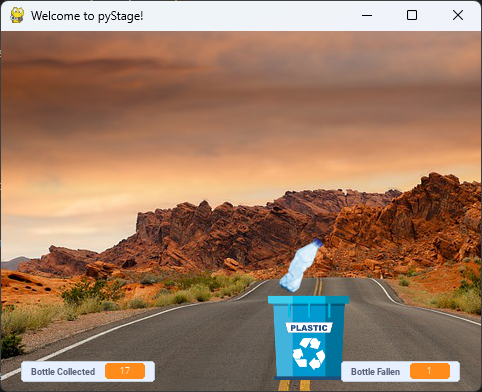 Welcome to pyStage!
PLASTIC
Bottle Collected 17
Bottle Fallen 1